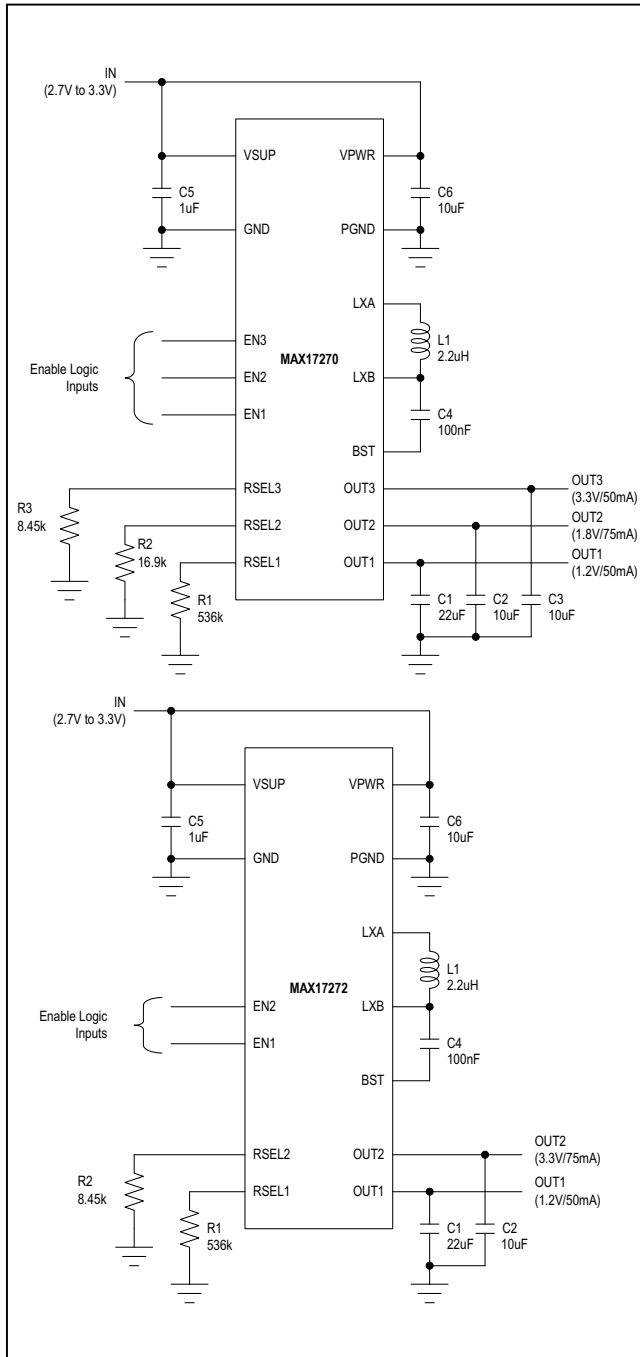 IN
(2.7V to 3.3V)
VSUP
VPWR
C5
1uF
C6
10uF
GND
PGND
LXA
L1
2.2uH
EN3
MAX17270
Enable Logic
Inputs
EN2
LXB
EN1
C4
100nF
BST
R3
8.45k
RSEL3
OUT3
OUT3
(3.3V/50mA)
R2
16.9k
RSEL2
OUT2
OUT2
(1.8V/75mA)
RSEL1
OUT1
OUT1
(1.2V/50mA)
R1
536k
C1
22uF
C2
10uF
C3
10uF
IN
(2.7V to 3.3V)
VSUP
VPWR
C5
1uF
C6
10uF
GND
PGND
LXA
L1
2.2uH
MAX17272
Enable Logic
Inputs
EN2
LXB
EN1
C4
100nF
BST
R2
8.45k
RSEL2
OUT2
OUT2
(3.3V/75mA)
RSEL1
OUT1
OUT1
(1.2V/50mA)
R1
536k
C1
22uF
C2
10uF